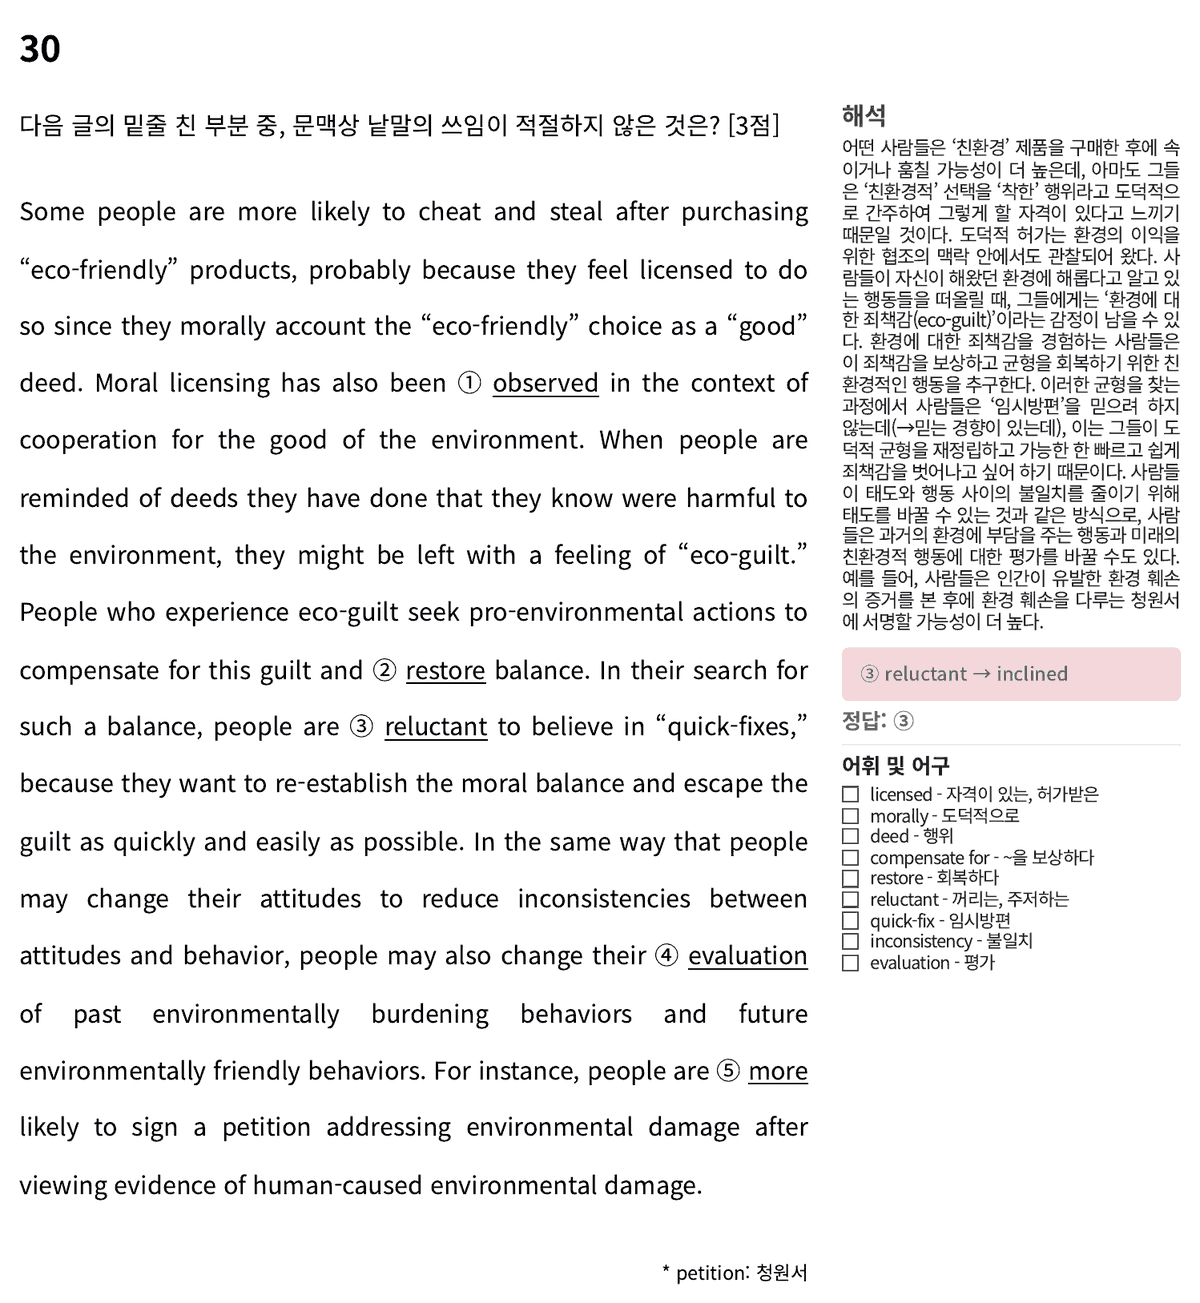 30
다음 글의 밑줄 친 부분 중, 문맥상 낱말의 쓰임이 적절하지 않은 것은? [3점]
Some people are more likely to cheat and steal after purchasing
“eco-friendly” products, probably because they feel licensed to do
so since they morally account the “eco-friendly” choice as a “good”
deed. Moral licensing has also been ① observed in the context of
cooperation for the good of the environment. When people are
reminded of deeds they have done that they know were harmful to
the environment, they might be left with a feeling of “eco-guilt.”
People who experience eco-guilt seek pro-environmental actions to
compensate for this guilt and ② restore balance. In their search for
such a balance, people are ③ reluctant to believe in “quick-fixes,”
because they want to re-establish the moral balance and escape the
guilt as quickly and easily as possible. In the same way that people
may change their attitudes to reduce inconsistencies between
attitudes and behavior, people may also change their ④ evaluation
of past environmentally burdening behaviors and future
environmentally friendly behaviors. For instance, people are ⑤ more
likely to sign a petition addressing environmental damage after
viewing evidence of human-caused environmental damage.
* petition: 청원서
해석
어떤 사람들은 ‘친환경’ 제품을 구매한 후에 속
이거나 훔칠 가능성이 더 높은데, 아마도 그들
은 ‘친환경적’ 선택을 ‘착한’ 행위라고 도덕적으
로 간주하여 그렇게 할 자격이 있다고 느끼기
때문일 것이다. 도덕적 허가는 환경의 이익을
위한 협조의 맥락 안에서도 관찰되어 왔다. 사
람들이 자신이 해왔던 환경에 해롭다고 알고 있
는 행동들을 떠올릴 때, 그들에게는 ‘환경에 대
한 죄책감(eco-guilt)’이라는 감정이 남을 수 있
다. 환경에 대한 죄책감을 경험하는 사람들은
이 죄책감을 보상하고 균형을 회복하기 위한 친
환경적인 행동을 추구한다. 이러한 균형을 찾는
과정에서 사람들은 ‘임시방편’을 믿으려 하지
않는데(→믿는 경향이 있는데), 이는 그들이 도
덕적 균형을 재정립하고 가능한 한 빠르고 쉽게
죄책감을 벗어나고 싶어 하기 때문이다. 사람들
이 태도와 행동 사이의 불일치를 줄이기 위해
태도를 바꿀 수 있는 것과 같은 방식으로, 사람
들은 과거의 환경에 부담을 주는 행동과 미래의
친환경적 행동에 대한 평가를 바꿀 수도 있다.
예를 들어, 사람들은 인간이 유발한 환경 훼손
의 증거를 본 후에 환경 훼손을 다루는 청원서
에 서명할 가능성이 더 높다.
③ reluctant → inclined
정답: ③
어휘 및 어구
☐ licensed - 자격이 있는, 허가받은
☐ morally - 도덕적으로
☐ deed - 행위
☐ compensate for - ~을 보상하다
☐ restore - 회복하다
☐ reluctant - 꺼리는, 주저하는
☐ quick-fix - 임시방편
☐ inconsistency - 불일치
☐ evaluation - 평가